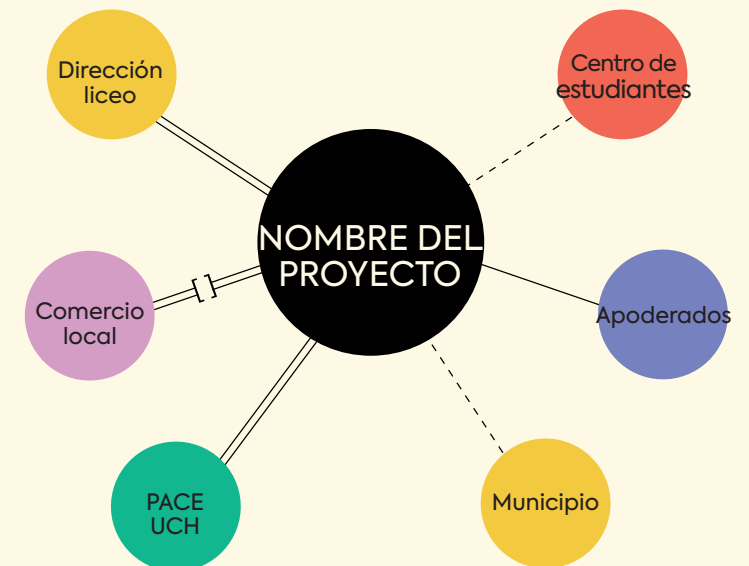 Dirección
liceo
Centro de
estudiantes
NOMBRE DEL
PROYECTO
Comercio
local
Apoderados
PACE
UCH
Municipio